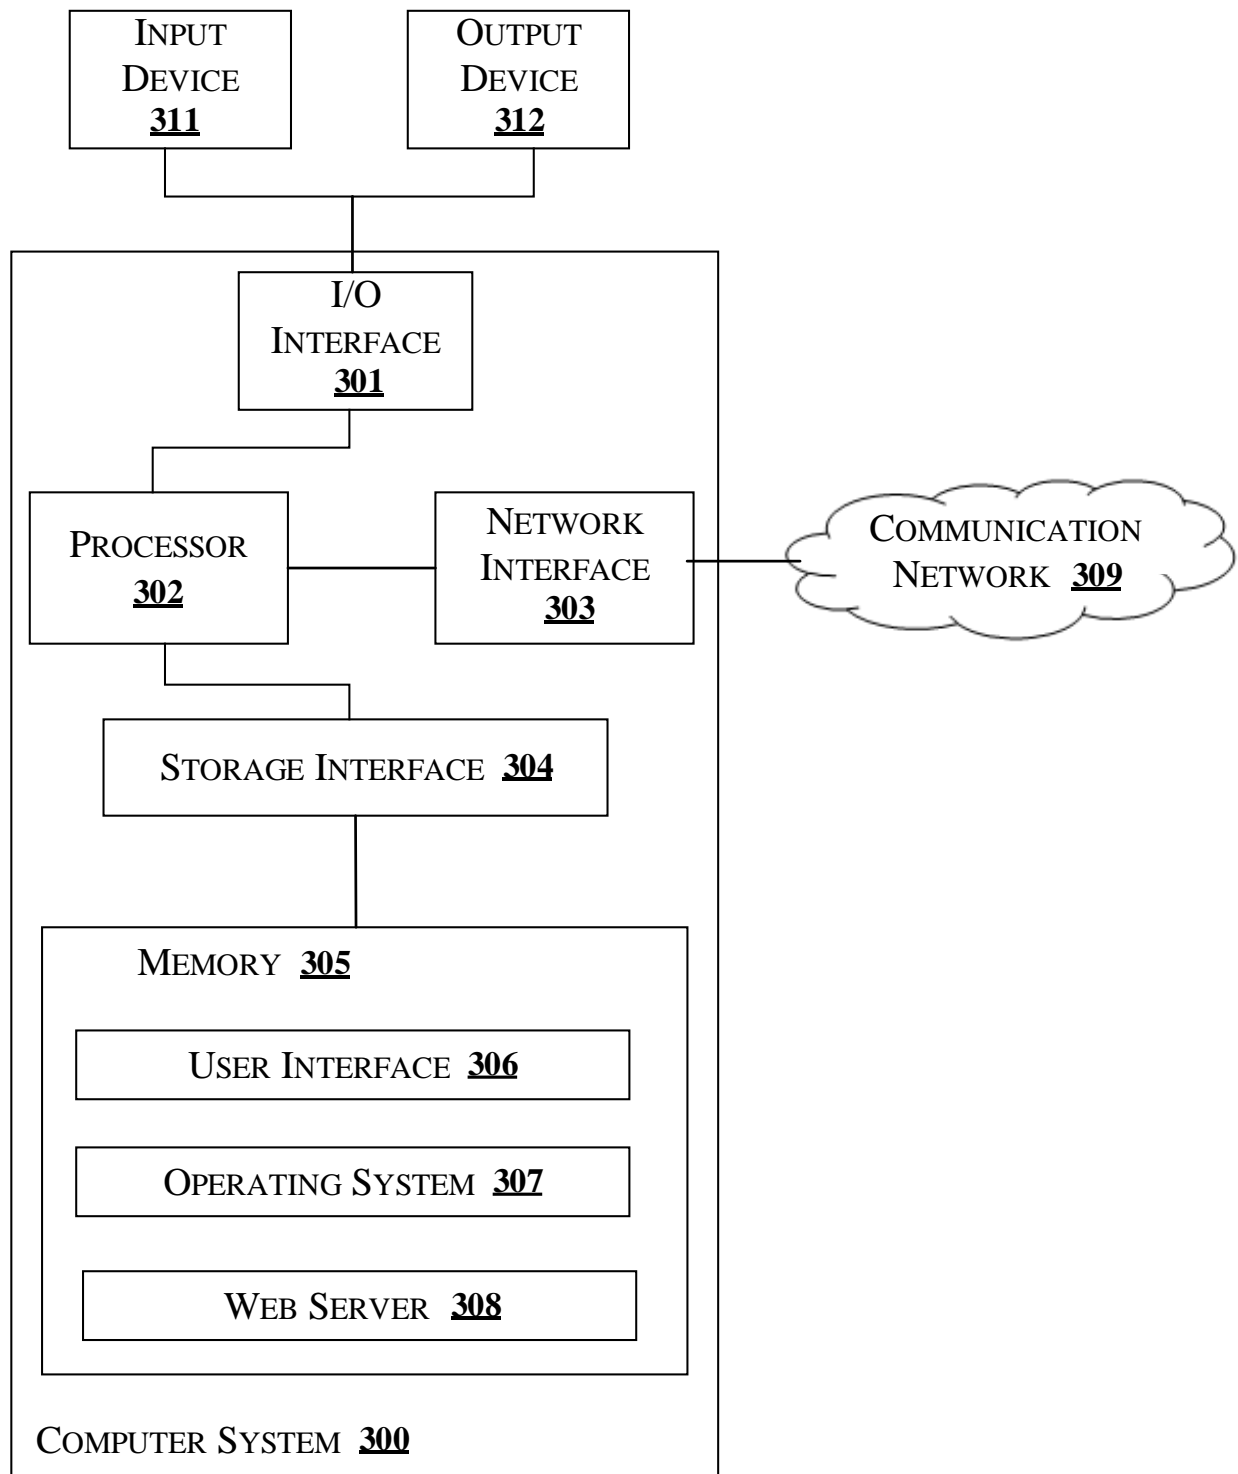 INPUT
DEVICE
311
OUTPUT
DEVICE
312
I/O
INTERFACE
301
PROCESSOR
302
NETWORK
INTERFACE
303
COMMUNICATION
NETWORK 309
STORAGE INTERFACE 304
MEMORY 305
USER INTERFACE 306
OPERATING SYSTEM 307
WEB SERVER 308
COMPUTER SYSTEM 300